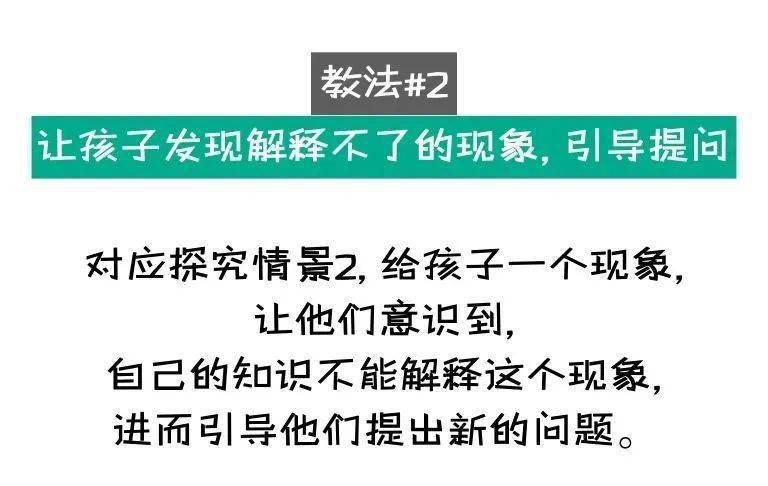 教法#2
让孩子发现解释不了的现象,引导提问
对应探究情景2,给孩子一个现象,
让他们意识到,
自己的知识不能解释这个现象,
进而引导他们提出新的问题。